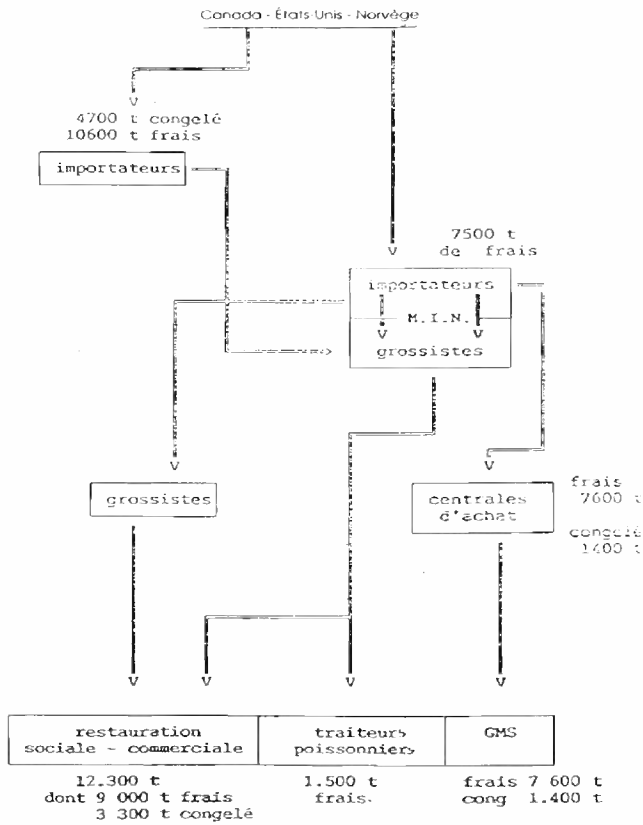 Canada - États-Unis - Norvège
4700 t congelé
10600 t frais
importateurs
7500 t
de frais
importateurs
M.I.N.
grossistes
grossistes
centrales
d'achat
frais
7600 t
congelé
1400 t
restauration
sociale - commerciale
traiteurs
poissonniers
GMS
12.300 t
dont 9 000 t frais
3 300 t congelé
1.500 t
frais.
frais 7 600 t
cong 1.400 t